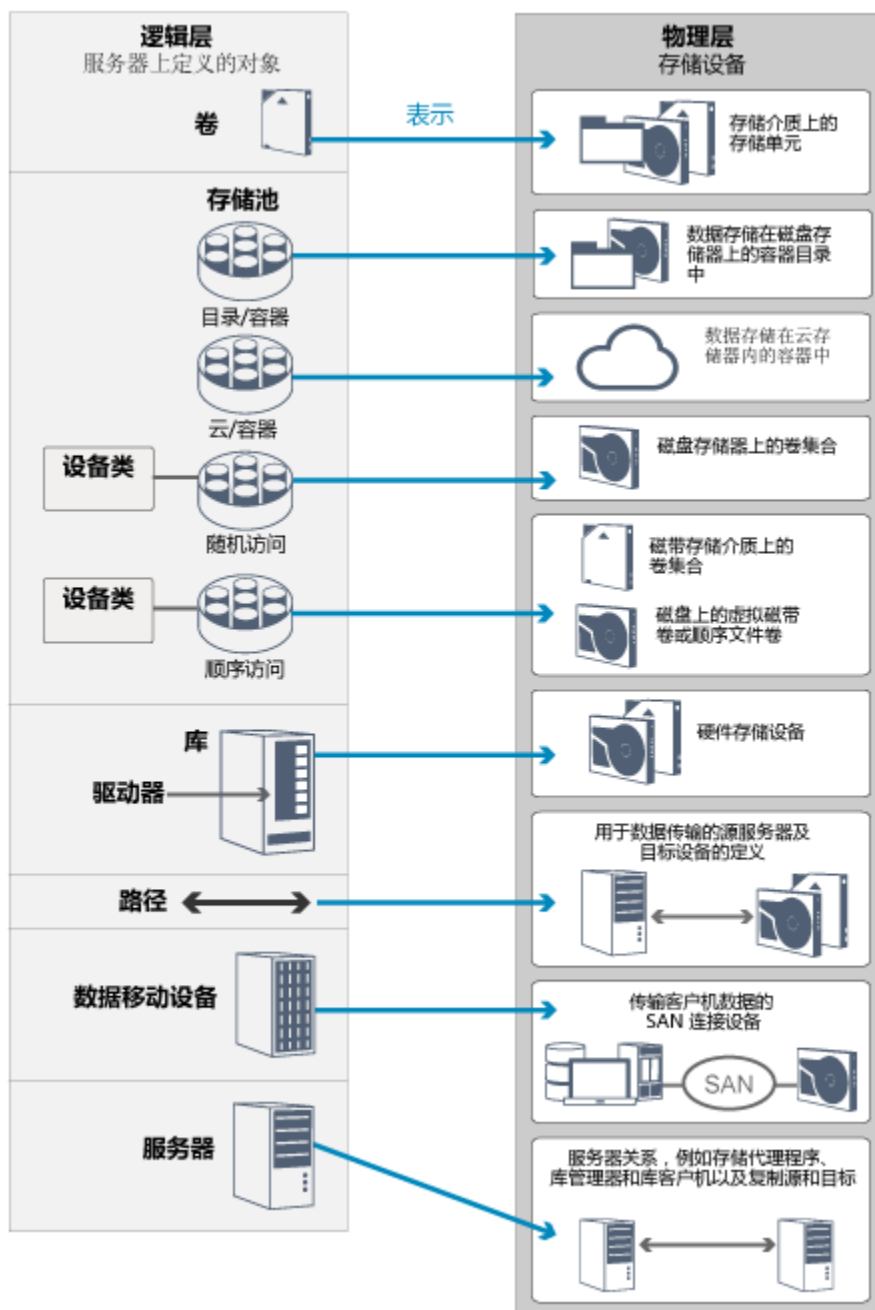 逻辑层
服务器上定义的对象
卷
表示
存储池
目录/容器
云/容器
设备类
随机访问
设备类
顺序访问
库
驱动器
路径
数据移动设备
服务器
物理层
存储设备
存储介质上的
存储单元
数据存储在磁盘存
储器上的容器目录
中
数据存储在云存
储器内的容器中
磁盘存储器上的卷集合
磁带存储介质上的
卷集合
磁盘上的虚拟磁带
卷或顺序文件卷
硬件存储设备
用于数据传输的源服务器及
目标设备的定义
传输客户机数据的
SAN 连接设备
SAN
服务器关系，例如存储代理程序、
库管理器和库客户机以及复制源和目标